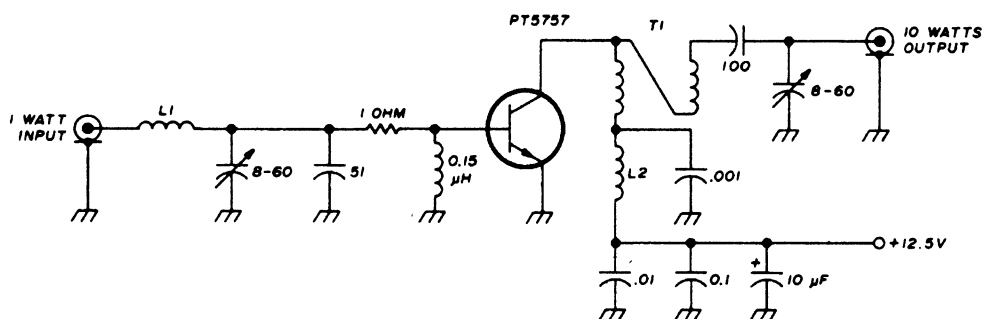 PT5757
T1
10 WATTS
OUTPUT
100
8-60
1 WATT
INPUT
L1
1 OHM
8-60
51
0.15
μH
L2
.001
+12.5V
.01
0.1
+
10 μF